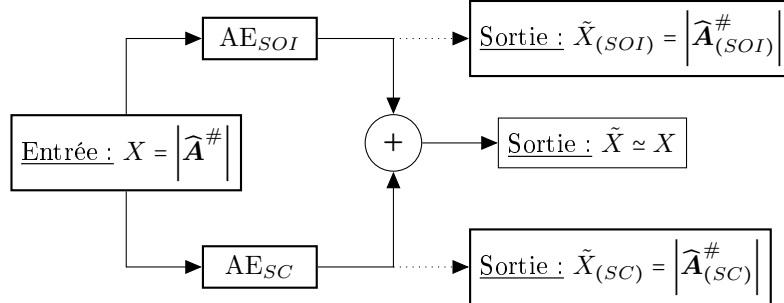 AE_{SOI}
Sortie : X̃_{(SOI)} = |Â^#_{(SOI)}|
Entrée : X = |Â^#|
+
Sortie : X̃ ≃ X
AE_{SC}
Sortie : X̃_{(SC)} = |Â^#_{(SC)}|